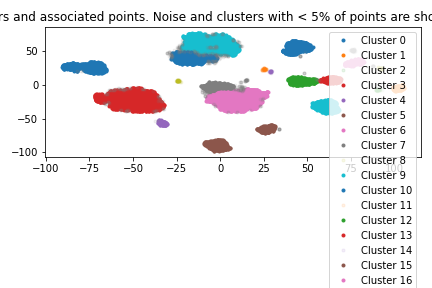 rs and associated points. Noise and clusters with < 5% of points are sho
50
0
−50
−100
−100
−75
−50
−25
0
25
50
75
Cluster 0
Cluster 1
Cluster 2
Cluster 3
Cluster 4
Cluster 5
Cluster 6
Cluster 7
Cluster 8
Cluster 9
Cluster 10
Cluster 11
Cluster 12
Cluster 13
Cluster 14
Cluster 15
Cluster 16